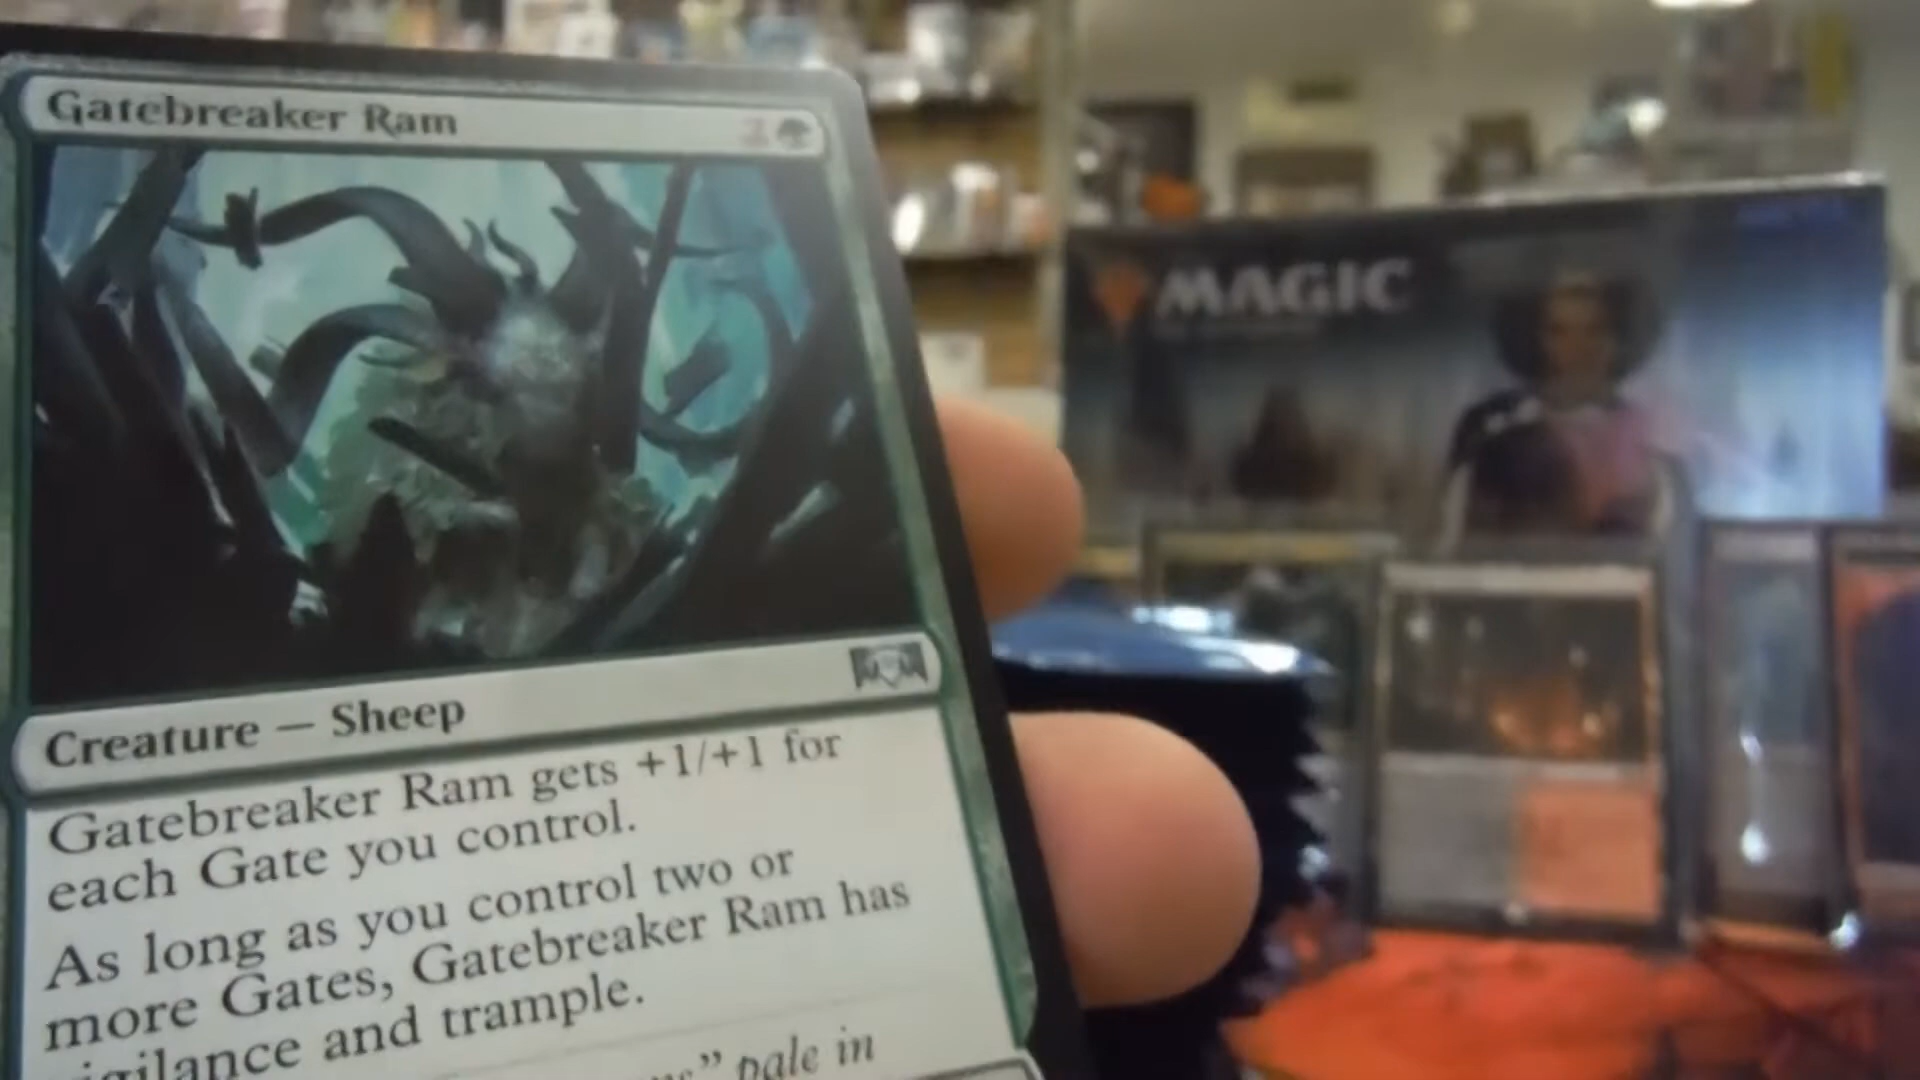 Gatebreaker Ram
2
MAGIC
Creature — Sheep
Gatebreaker Ram gets +1/+1 for
each Gate you control.
As long as you control two or
more Gates, Gatebreaker Ram has
vigilance and trample.
pale in